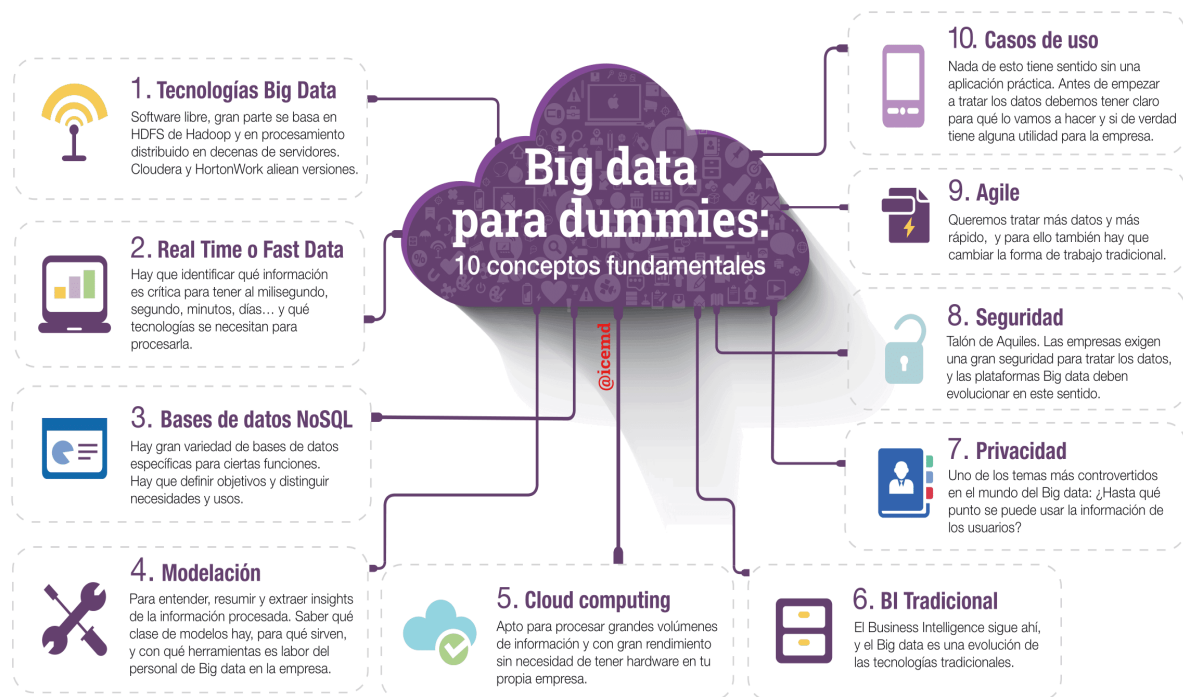 Big data
para dummies:
10 conceptos fundamentales
@icemd
1. Tecnologías Big Data
Software libre, gran parte se basa en
HDFS de Hadoop y en procesamiento
distribuido en decenas de servidores.
Cloudera y HortonWork aliean versiones.
2. Real Time o Fast Data
Hay que identificar qué información
es crítica para tener al milisegundo,
segundo, minutos, días… y qué
tecnologías se necesitan para
procesarla.
3. Bases de datos NoSQL
Hay gran variedad de bases de datos
específicas para ciertas funciones.
Hay que definir objetivos y distinguir
necesidades y usos.
4. Modelación
Para entender, resumir y extraer insights
de la información procesada. Saber qué
clase de modelos hay, para qué sirven,
y con qué herramientas es labor del
personal de Big data en la empresa.
5. Cloud computing
Apto para procesar grandes volúmenes
de información y con gran rendimiento
sin necesidad de tener hardware en tu
propia empresa.
6. BI Tradicional
El Business Intelligence sigue ahí,
y el Big data es una evolución de
las tecnologías tradicionales.
7. Privacidad
Uno de los temas más controvertidos
en el mundo del Big data: ¿Hasta qué
punto se puede usar la información de
los usuarios?
8. Seguridad
Talón de Aquiles. Las empresas exigen
una gran seguridad para tratar los datos,
y las plataformas Big data deben
evolucionar en este sentido.
9. Agile
Queremos tratar más datos y más
rápido, y para ello también hay que
cambiar la forma de trabajo tradicional.
10. Casos de uso
Nada de esto tiene sentido sin una
aplicación práctica. Antes de empezar
a tratar los datos debemos tener claro
para qué lo vamos a hacer y si de verdad
tiene alguna utilidad para la empresa.